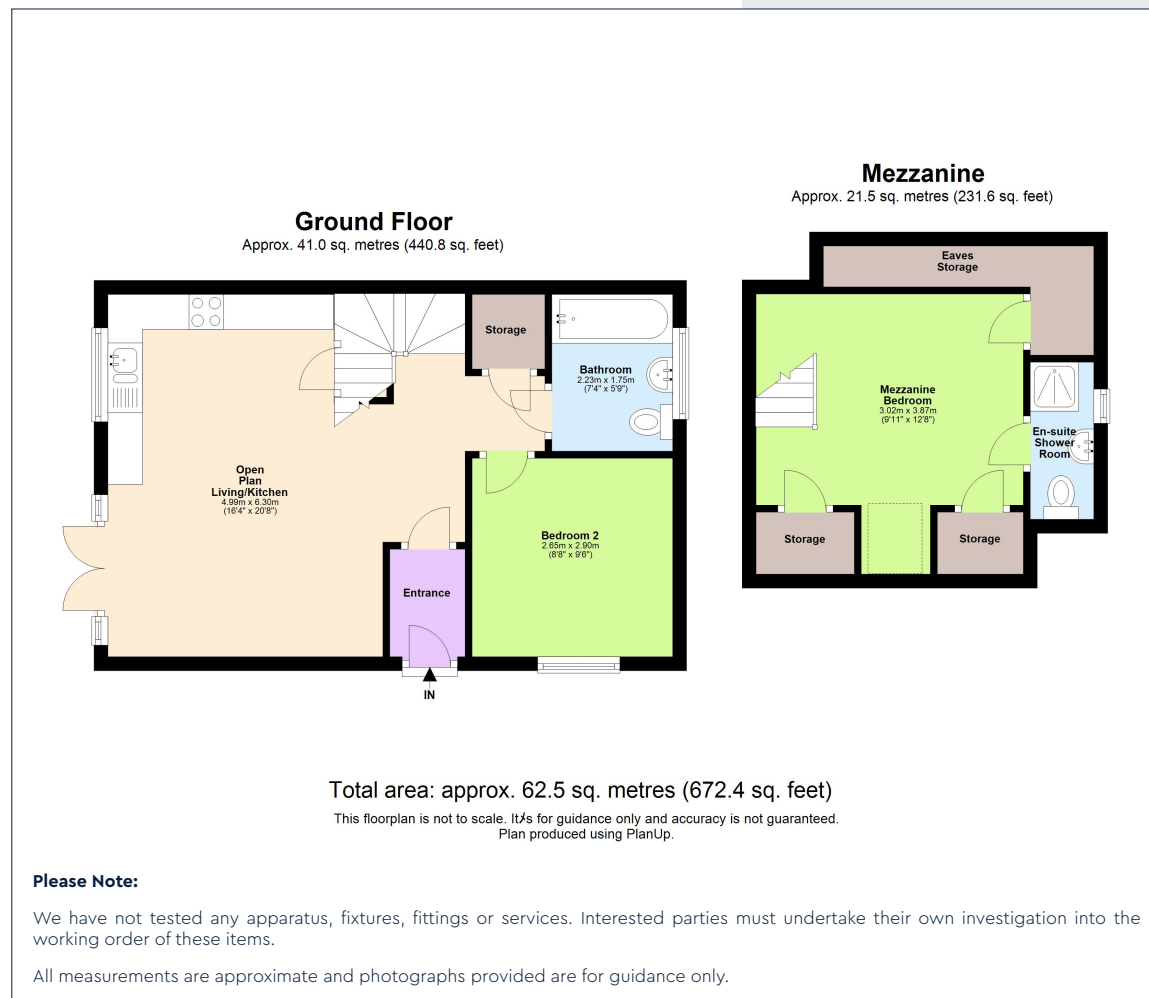 Ground Floor
Approx. 41.0 sq. metres (440.8 sq. feet)
Storage
Bathroom
2.23m x 1.75m
(7'4" x 5'9")
Open
Plan
Living/Kitchen
4.99m x 6.30m
(16'4" x 20'8")
Bedroom 2
2.65m x 2.90m
(8'8" x 9'6")
Entrance
IN
Mezzanine
Approx. 21.5 sq. metres (231.6 sq. feet)
Eaves
Storage
Mezzanine
Bedroom
3.02m x 3.87m
(9'11" x 12'8")
En-suite
Shower
Room
Storage
Storage
Total area: approx. 62.5 sq. metres (672.4 sq. feet)
This floorplan is not to scale. It's for guidance only and accuracy is not guaranteed.
Plan produced using PlanUp.
Please Note:
We have not tested any apparatus, fixtures, fittings or services. Interested parties must undertake their own investigation into the
working order of these items.
All measurements are approximate and photographs provided are for guidance only.